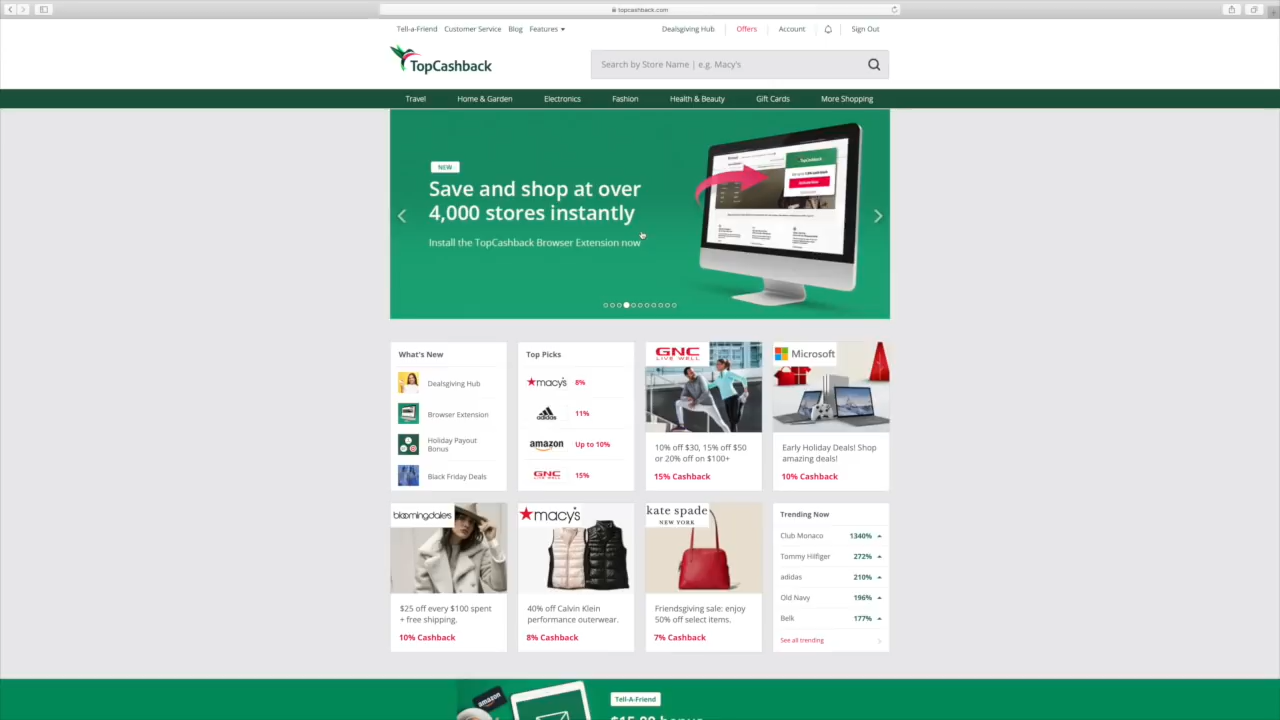 topcashback.com
Tell-a-Friend Customer Service Blog Features
Dealsgiving Hub Offers Account Sign Out
TopCashback
Search by Store Name | e.g. Macy's
Travel Home & Garden Electronics Fashion Health & Beauty Gift Cards More Shopping
NEW
Save and shop at over
4,000 stores instantly
Install the TopCashback Browser Extension now
What's New
Dealsgiving Hub
Browser Extension
Holiday Payout
Bonus
Black Friday Deals
Top Picks
macy's 8%
adidas 11%
amazon Up to 10%
GNC 15%
GNC
LIVE WELL
10% off $30, 15% off $50
or 20% off on $100+
15% Cashback
Microsoft
Early Holiday Deals! Shop
amazing deals!
10% Cashback
bloomingdales
$25 off every $100 spent
+ free shipping.
10% Cashback
macy's
40% off Calvin Klein
performance outerwear.
8% Cashback
kate spade
NEW YORK
Friendsgiving sale: enjoy
50% off select items.
7% Cashback
Trending Now
Club Monaco 1340%
Tommy Hilfiger 272%
adidas 210%
Old Navy 196%
Belk 177%
See all trending
amazon
Tell-A-Friend
$15.00 bonus